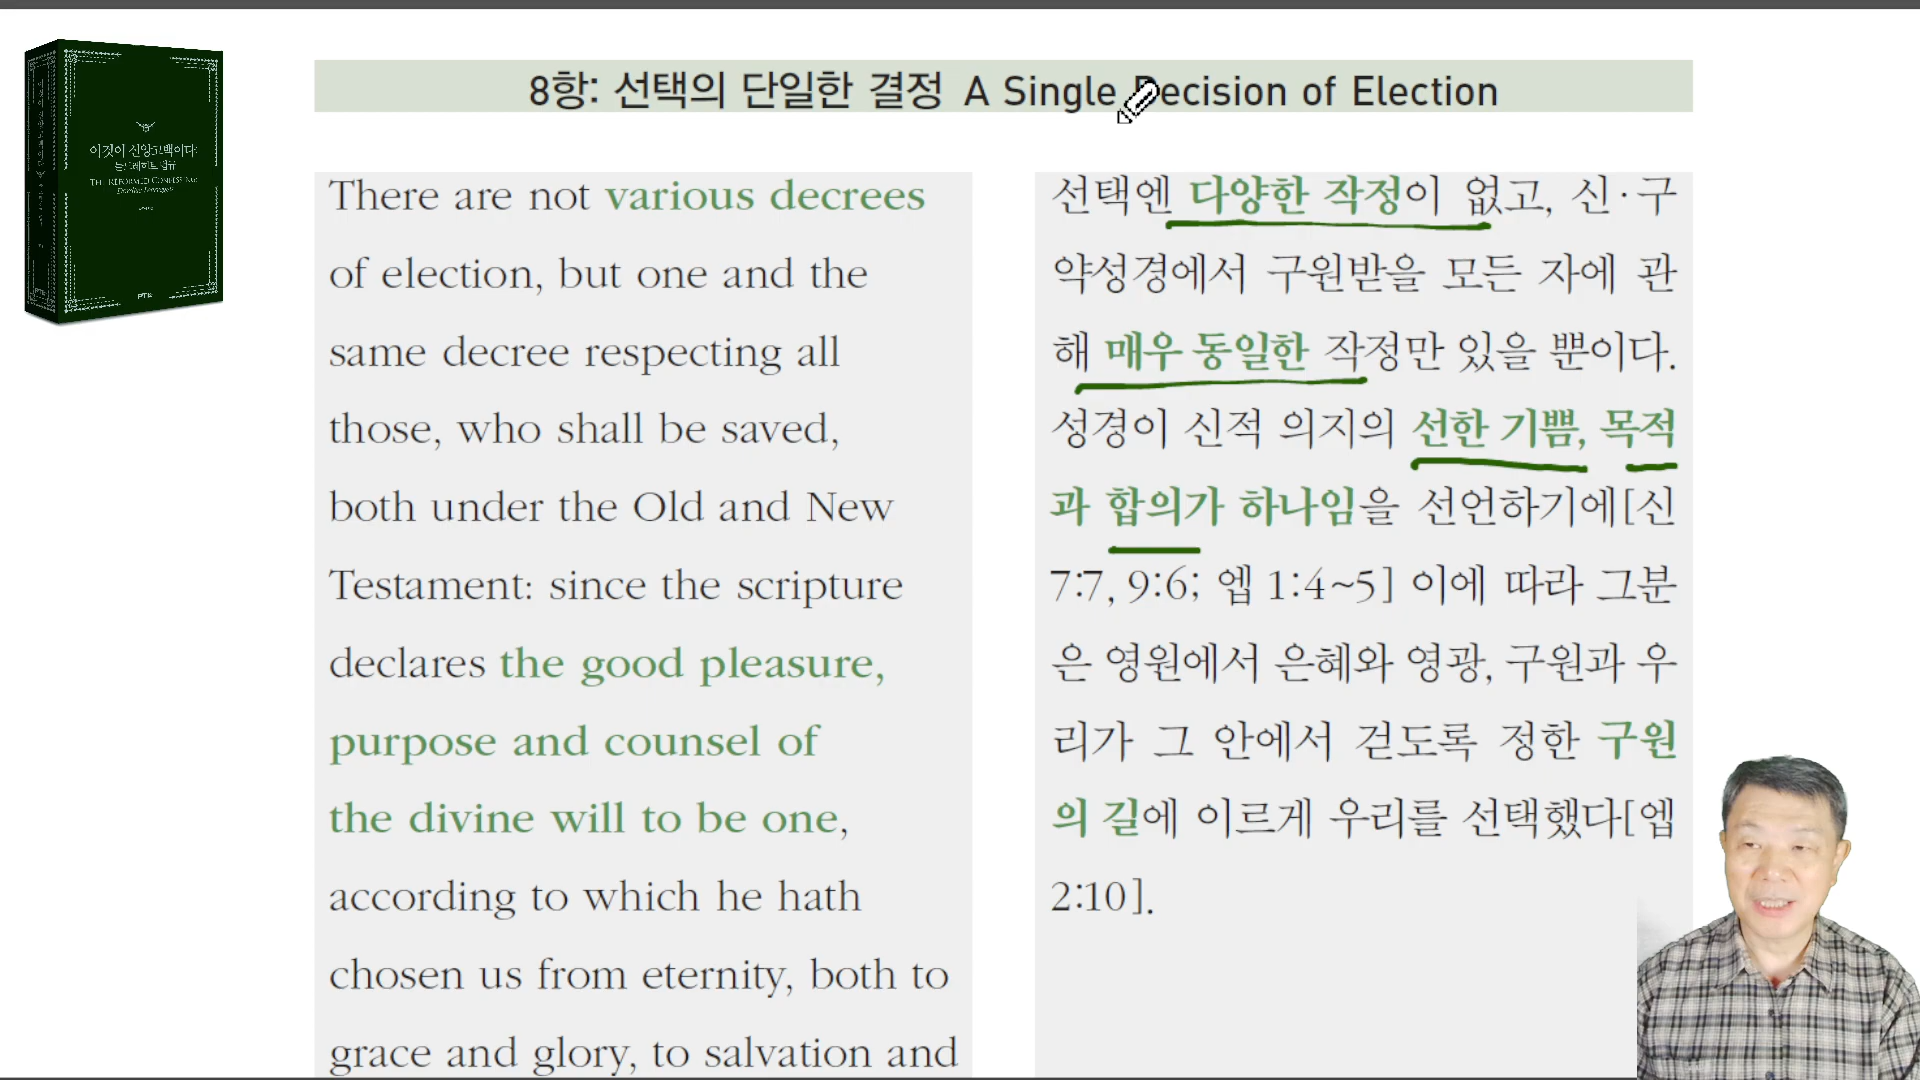 8항: 선택의 단일한 결정 A Single Decision of Election
There are not various decrees
of election, but one and the
same decree respecting all
those, who shall be saved,
both under the Old and New
Testament: since the scripture
declares the good pleasure,
purpose and counsel of
the divine will to be one,
according to which he hath
chosen us from eternity, both to
grace and glory, to salvation and
선택엔 다양한 작정이 없고, 신·구
약성경에서 구원받을 모든 자에 관
해 매우 동일한 작정만 있을 뿐이다.
성경이 신적 의지의 선한 기쁨, 목적
과 합의가 하나임을 선언하기에[신
7:7, 9:6; 엡 1:4~5] 이에 따라 그분
은 영원에서 은혜와 영광, 구원과 우
리가 그 안에서 걷도록 정한 구원
의 길에 이르게 우리를 선택했다[엡
2:10].
이것이 신앙고백이다: